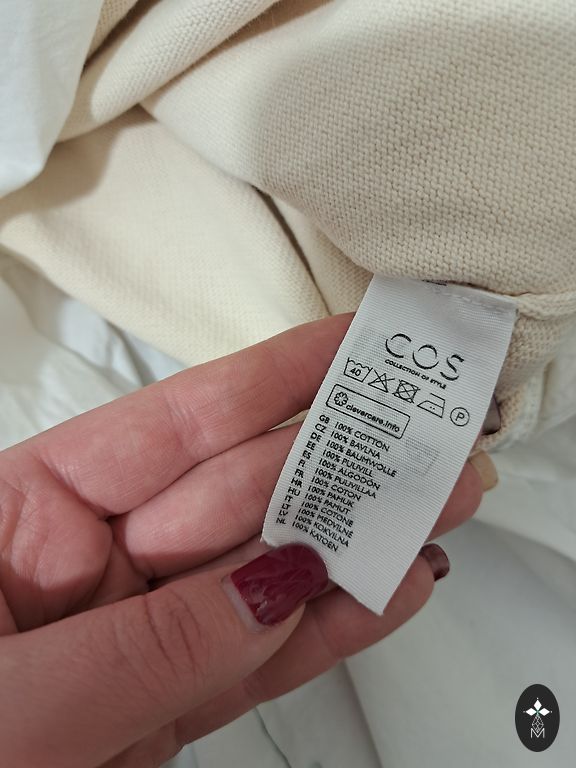 COS
COLLECTION OF STYLE
40
P
clevercare.info
GB 100% COTTON
CZ 100% BAVLNA
DE 100% BAUMWOLLE
EE 100% PUUVILL
ES 100% ALGODÓN
FI 100% PUUVILLAA
FR 100% COTON
HR 100% PAMUK
HU 100% PAMUT
IT 100% COTONE
LT 100% MEDVILNĖ
LV 100% KOKVILNA
NL 100% KATOEN
M